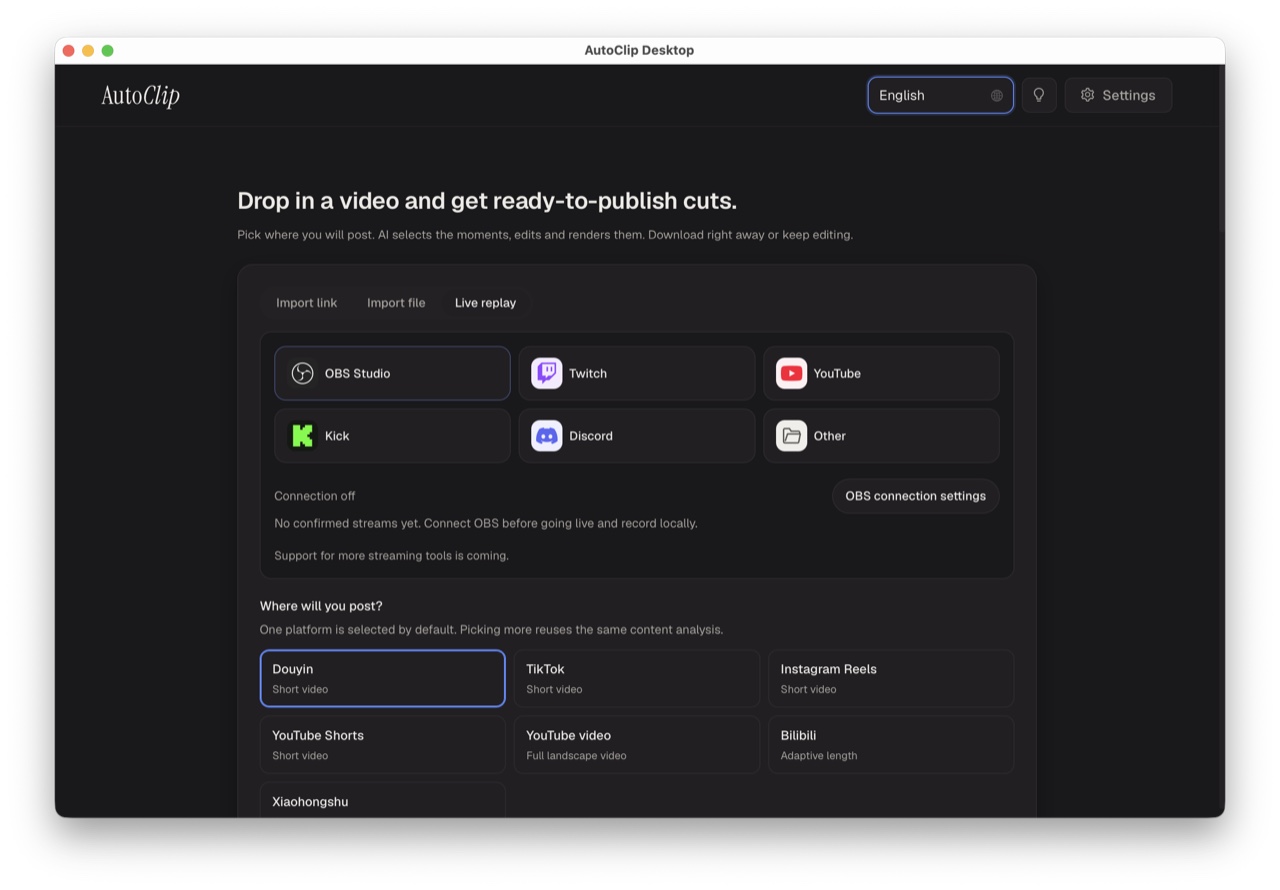 AutoClip Desktop
AutoClip
English
Settings
Drop in a video and get ready-to-publish cuts.
Pick where you will post. AI selects the moments, edits and renders them. Download right away or keep editing.
Import link
Import file
Live replay
OBS Studio
Twitch
YouTube
Kick
Discord
Other
Connection off
OBS connection settings
No confirmed streams yet. Connect OBS before going live and record locally.
Support for more streaming tools is coming.
Where will you post?
One platform is selected by default. Picking more reuses the same content analysis.
Douyin
Short video
TikTok
Short video
Instagram Reels
Short video
YouTube Shorts
Short video
YouTube video
Full landscape video
Bilibili
Adaptive length
Xiaohongshu